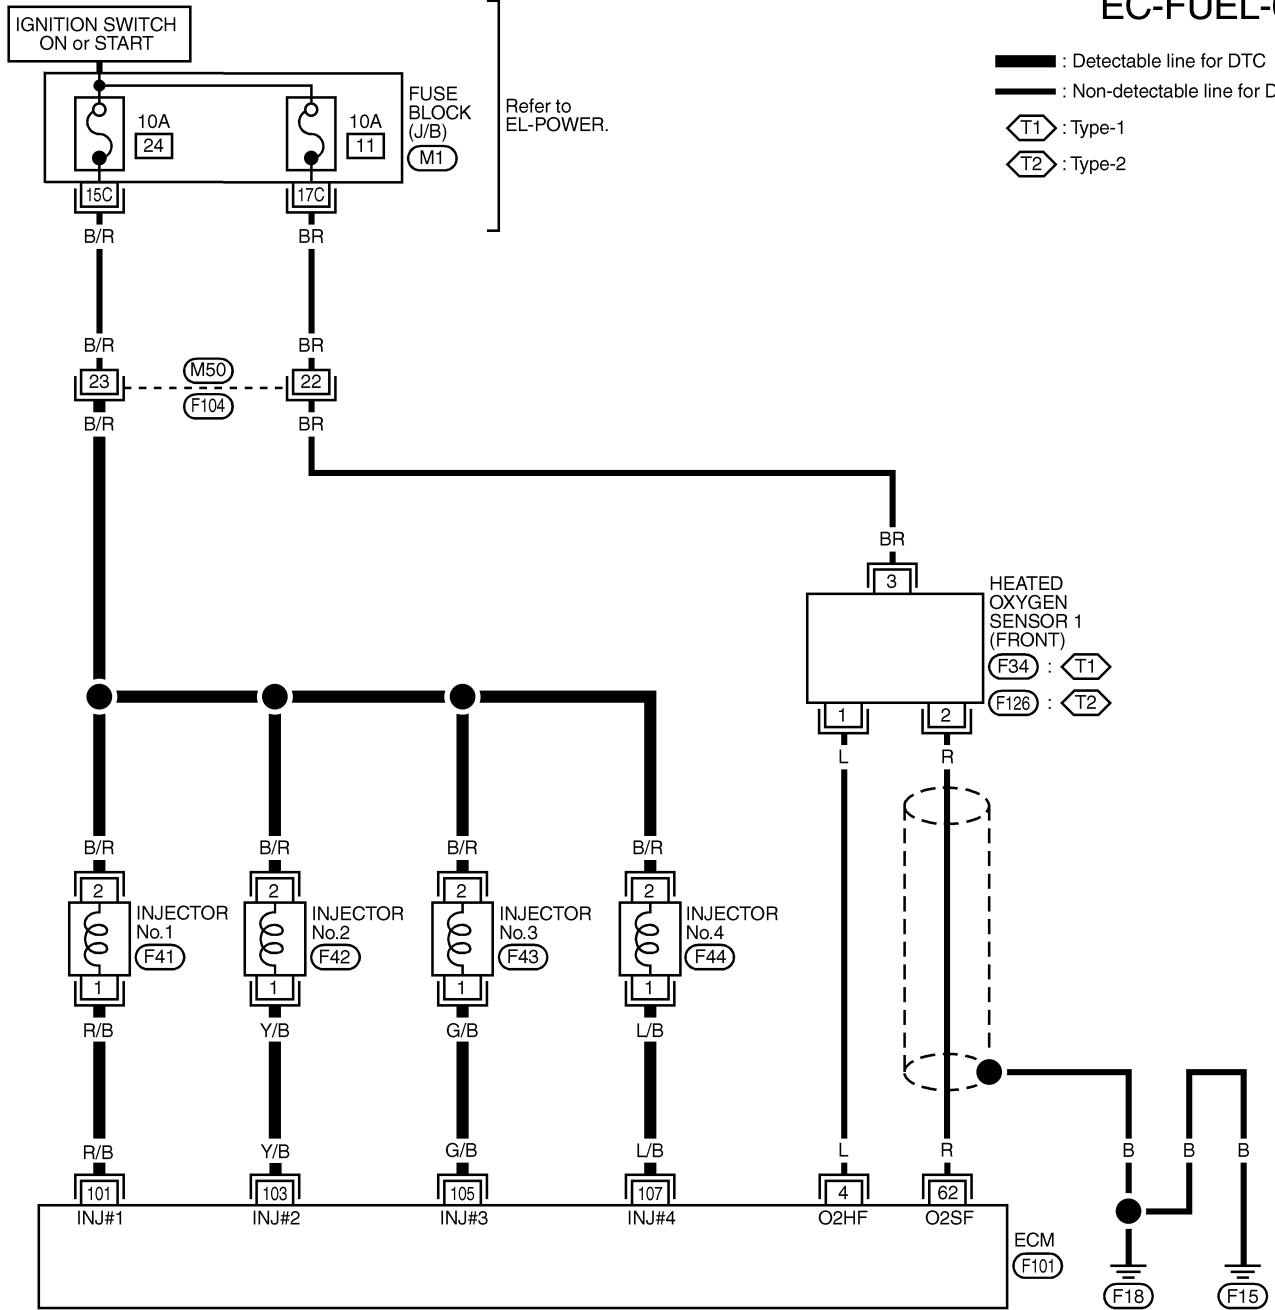 EC-FUEL-
IGNITION SWITCH
ON or START
: Detectable line for DTC
: Non-detectable line for D
T1 : Type-1
T2 : Type-2
10A
24
10A
11
FUSE
BLOCK
(J/B)
M1
Refer to
EL-POWER.
15C
17C
B/R
BR
B/R
BR
23
M50
22
F104
B/R
BR
BR
3
HEATED
OXYGEN
SENSOR 1
(FRONT)
F34 : T1
F126 : T2
1
2
L
R
B/R
B/R
B/R
B/R
2
2
2
2
INJECTOR
No.1
F41
INJECTOR
No.2
F42
INJECTOR
No.3
F43
INJECTOR
No.4
F44
1
1
1
1
R/B
Y/B
G/B
L/B
R/B
Y/B
G/B
L/B
L
R
B
B
B
101
103
105
107
4
62
INJ#1
INJ#2
INJ#3
INJ#4
O2HF
O2SF
ECM
F101
F18
F15